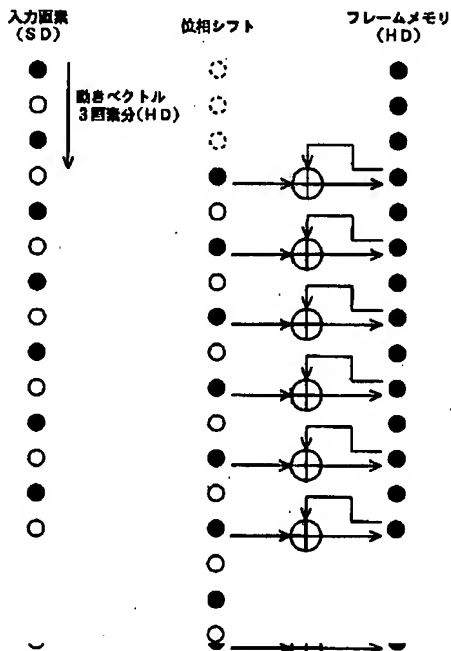 入力画素
(SD)
位相シフト
フレームメモリ
(HD)
動きベクトル
3画素分(HD)